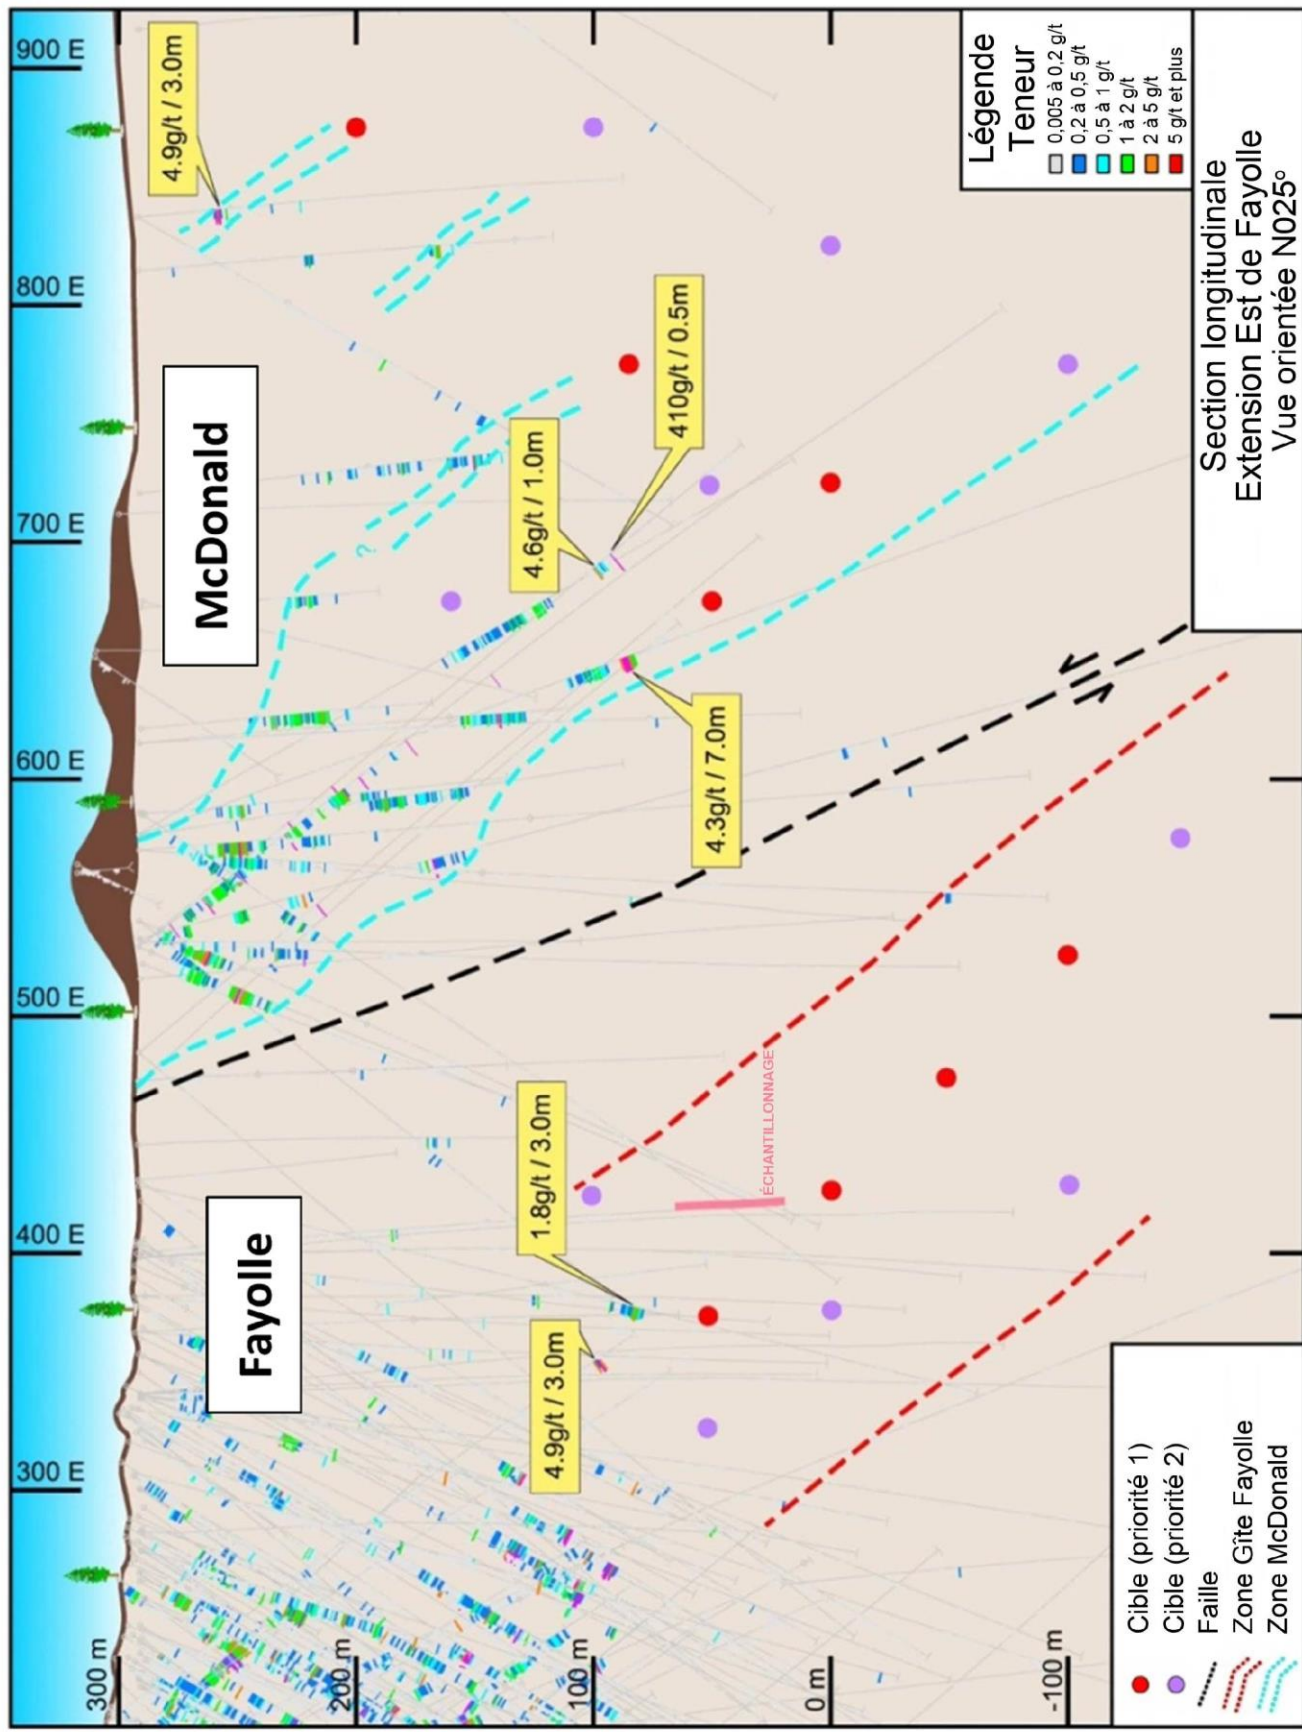 900 E
800 E
700 E
600 E
500 E
400 E
300 E
300 m
200 m
100 m
0 m
-100 m
McDonald
Fayolle
4.9g/t / 3.0m
410g/t / 0.5m
4.6g/t / 1.0m
4.3g/t / 7.0m
1.8g/t / 3.0m
4.9g/t / 3.0m
?
ÉCHANTILLONNAGE
Légende
Teneur
0,005 à 0,2 g/t
0,2 à 0,5 g/t
0,5 à 1 g/t
1 à 2 g/t
2 à 5 g/t
5 g/t et plus
Section longitudinale
Extension Est de Fayolle
Vue orientée N025°
Cible (priorité 1)
Cible (priorité 2)
Faille
Zone Gîte Fayolle
Zone McDonald